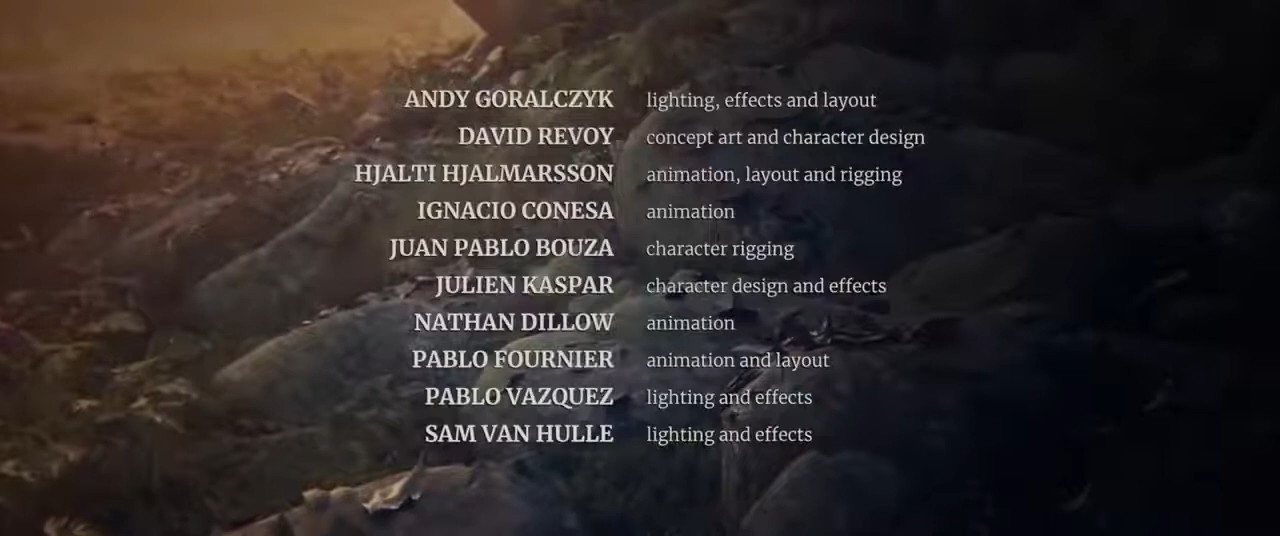 ANDY GORALCZYK lighting, effects and layout
DAVID REVOY concept art and character design
HJALTI HJALMARSSON animation, layout and rigging
IGNACIO CONESA animation
JUAN PABLO BOUZA character rigging
JULIEN KASPAR character design and effects
NATHAN DILLOW animation
PABLO FOURNIER animation and layout
PABLO VAZQUEZ lighting and effects
SAM VAN HULLE lighting and effects